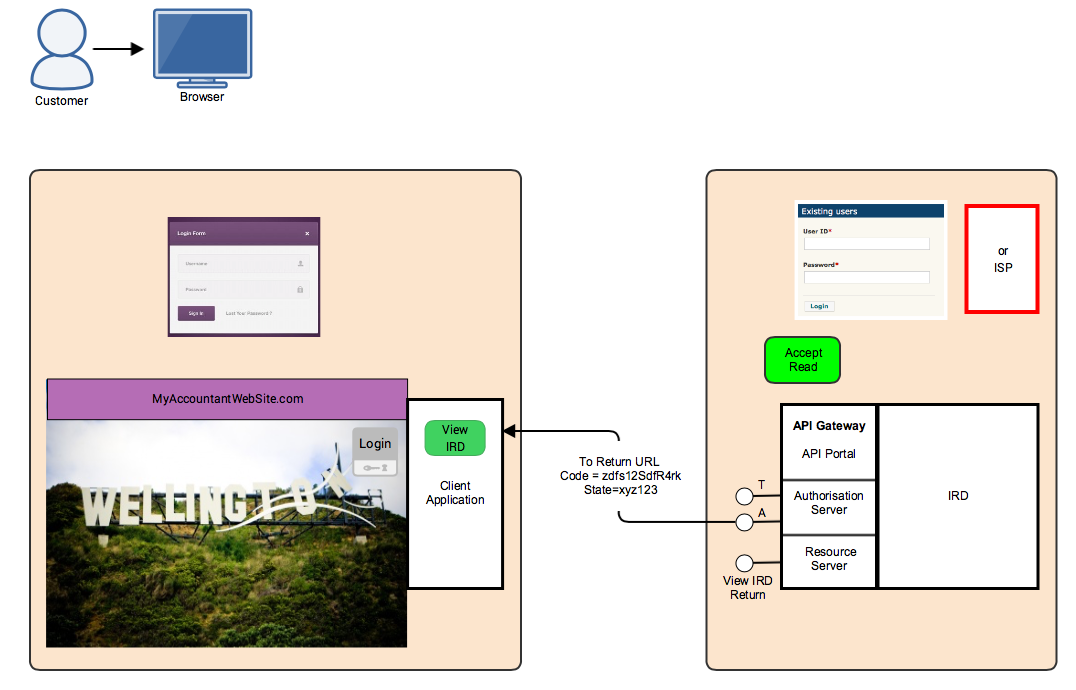 Customer
Browser
Login Form
×
Username
Password
Sign In
Lost Your Password?
MyAccountantWebSite.com
Login
WELLINGTON
View
IRD
Client
Application
To Return URL
Code = zdfs12SdfR4rk
State=xyz123
Existing users
User ID*
Password*
Login
or
ISP
Accept
Read
API Gateway
API Portal
T
A
Authorisation
Server
Resource
Server
View IRD
Return
IRD